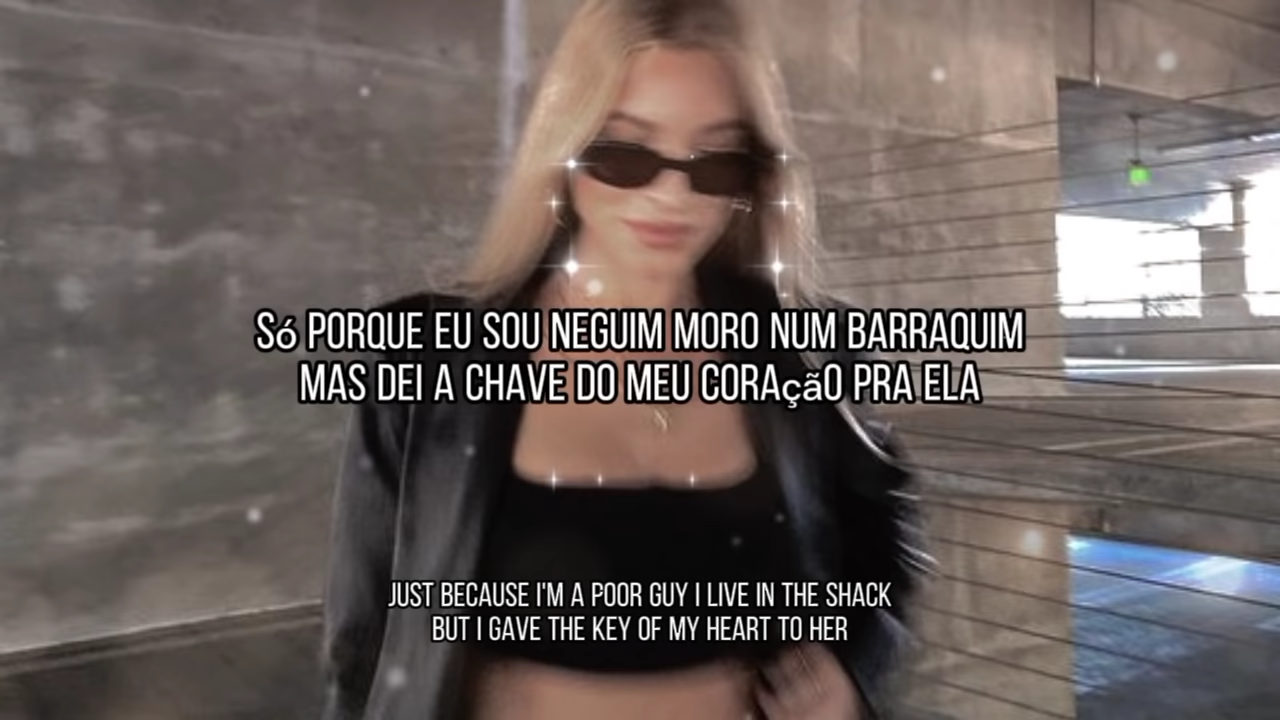 Só PORQUE EU SOU NEGUIM MORO NUM BARRAQUIM
MAS DEI A CHAVE DO MEU CORAçãO PRA ELA
JUST BECAUSE I'M A POOR GUY I LIVE IN THE SHACK
BUT I GAVE THE KEY OF MY HEART TO HER